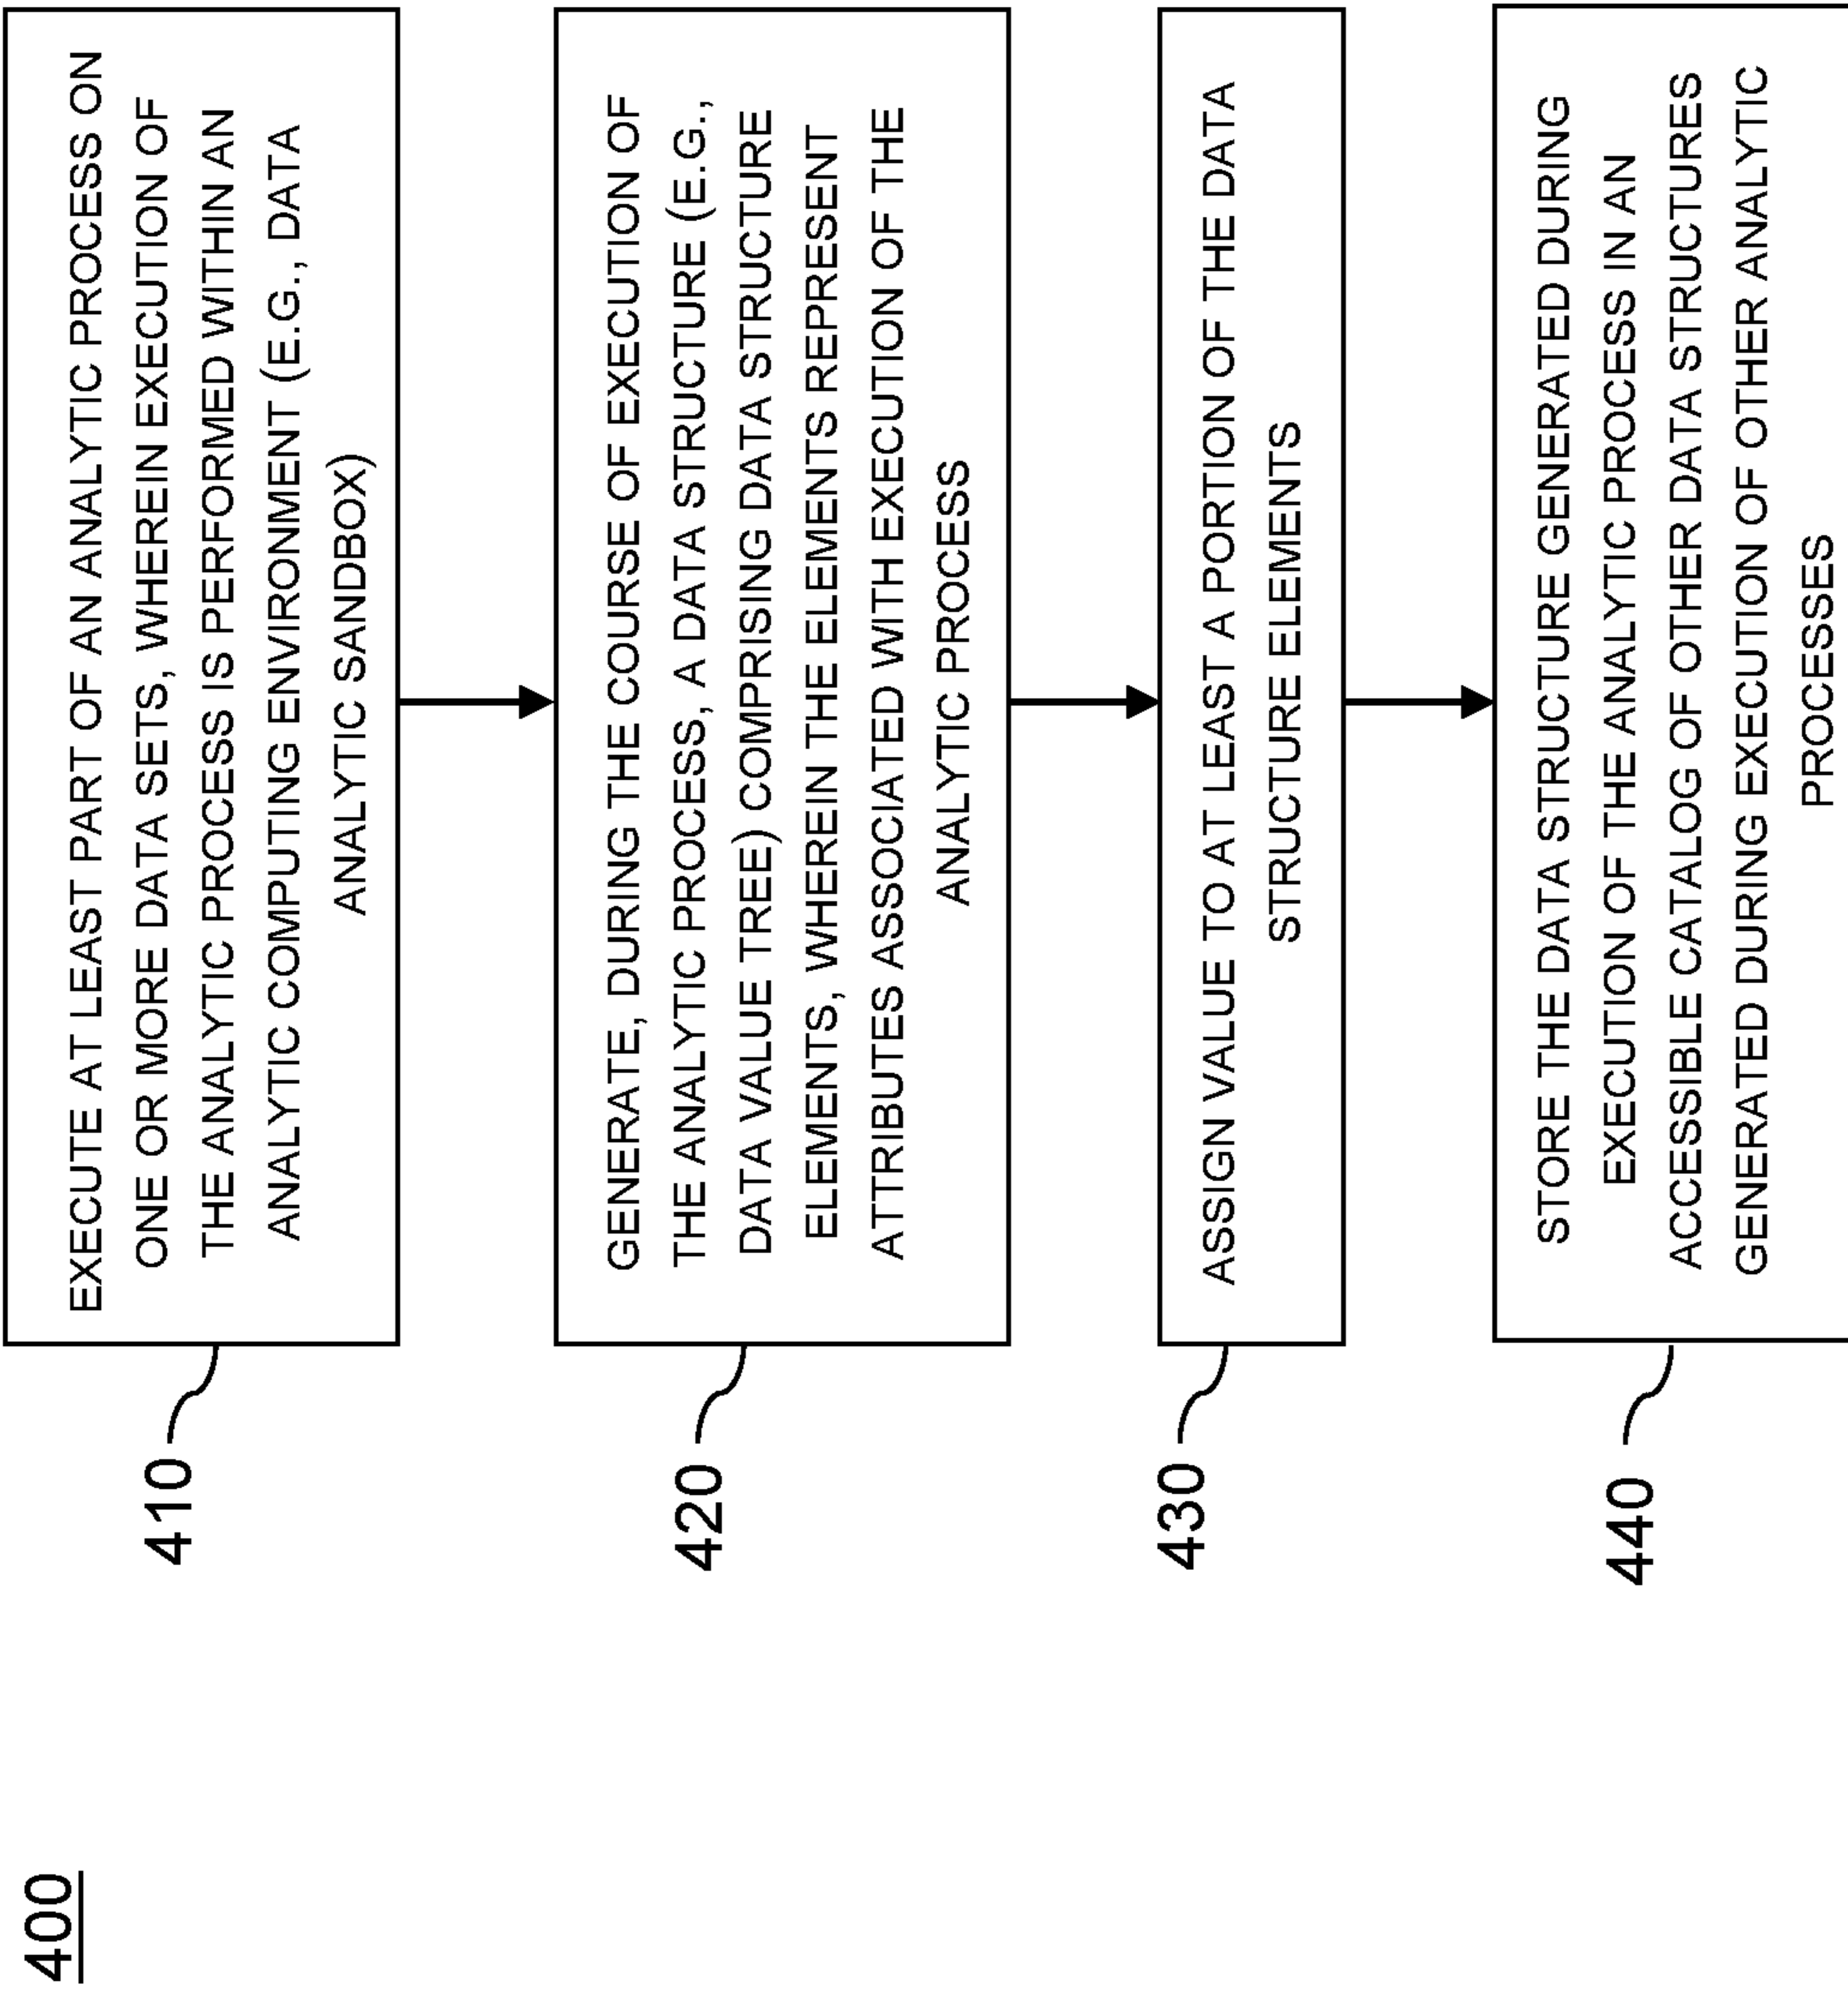 400
410
EXECUTE AT LEAST PART OF AN ANALYTIC PROCESS ON
ONE OR MORE DATA SETS, WHEREIN EXECUTION OF
THE ANALYTIC PROCESS IS PERFORMED WITHIN AN
ANALYTIC COMPUTING ENVIRONMENT (E.G., DATA
ANALYTIC SANDBOX)
420
GENERATE, DURING THE COURSE OF EXECUTION OF
THE ANALYTIC PROCESS, A DATA STRUCTURE (E.G.,
DATA VALUE TREE) COMPRISING DATA STRUCTURE
ELEMENTS, WHEREIN THE ELEMENTS REPRESENT
ATTRIBUTES ASSOCIATED WITH EXECUTION OF THE
ANALYTIC PROCESS
430
ASSIGN VALUE TO AT LEAST A PORTION OF THE DATA
STRUCTURE ELEMENTS
440
STORE THE DATA STRUCTURE GENERATED DURING
EXECUTION OF THE ANALYTIC PROCESS IN AN
ACCESSIBLE CATALOG OF OTHER DATA STRUCTURES
GENERATED DURING EXECUTION OF OTHER ANALYTIC
PROCESSES